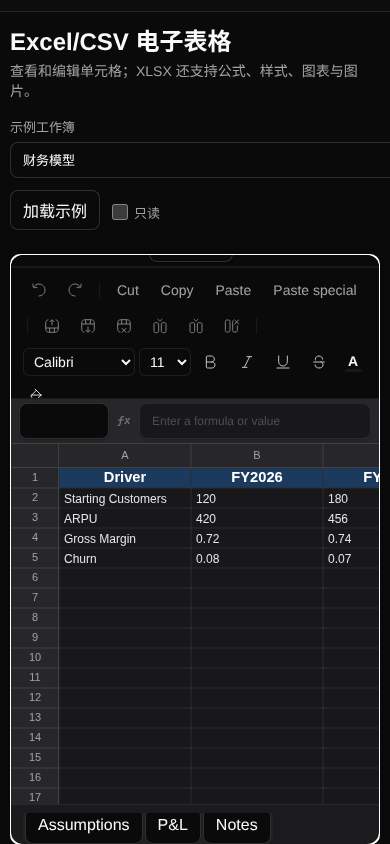 Excel/CSV 电子表格
查看和编辑单元格；XLSX 还支持公式、样式、图表与图
片。
示例工作簿
财务模型
加载示例
只读
Cut Copy Paste Paste special
Calibri 11 B I U S A
fx Enter a formula or value
A B
1 Driver FY2026 FY
2 Starting Customers 120 180
3 ARPU 420 456
4 Gross Margin 0.72 0.74
5 Churn 0.08 0.07
6
7
8
9
10
11
12
13
14
15
16
17
Assumptions P&L Notes